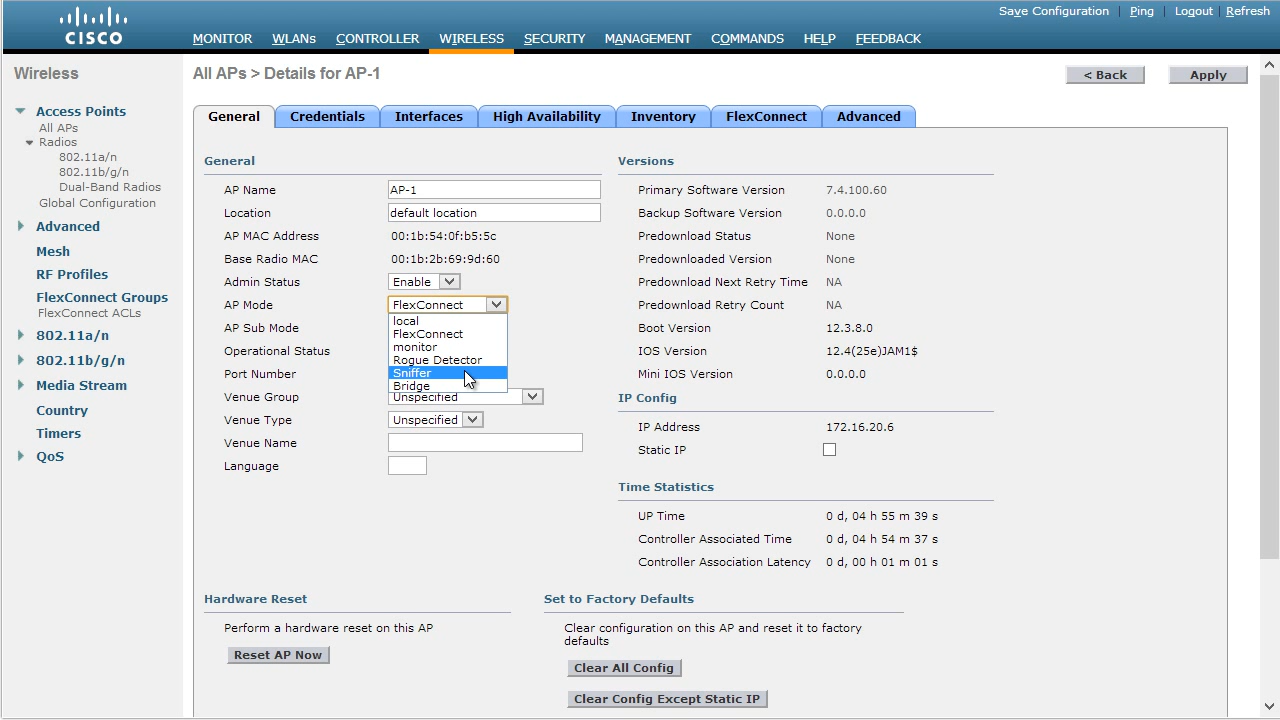 Save Configuration | Ping | Logout | Refresh
CISCO
MONITOR WLANs CONTROLLER WIRELESS SECURITY MANAGEMENT COMMANDS HELP FEEDBACK
Wireless
Access Points
All APs
Radios
802.11a/n
802.11b/g/n
Dual-Band Radios
Global Configuration
Advanced
Mesh
RF Profiles
FlexConnect Groups
FlexConnect ACLs
802.11a/n
802.11b/g/n
Media Stream
Country
Timers
QoS
All APs > Details for AP-1
< Back Apply
General Credentials Interfaces High Availability Inventory FlexConnect Advanced
General
AP Name AP-1
Location default location
AP MAC Address 00:1b:54:0f:b5:5c
Base Radio MAC 00:1b:2b:69:9d:60
Admin Status Enable
AP Mode FlexConnect
local
FlexConnect
monitor
Rogue Detector
Sniffer
Bridge
AP Sub Mode
Operational Status
Port Number
Venue Group Unspecified
Venue Type Unspecified
Venue Name
Language
Versions
Primary Software Version 7.4.100.60
Backup Software Version 0.0.0.0
Predownload Status None
Predownloaded Version None
Predownload Next Retry Time NA
Predownload Retry Count NA
Boot Version 12.3.8.0
IOS Version 12.4(25e)JAM1$
Mini IOS Version 0.0.0.0
IP Config
IP Address 172.16.20.6
Static IP
Time Statistics
UP Time 0 d, 04 h 55 m 39 s
Controller Associated Time 0 d, 04 h 54 m 37 s
Controller Association Latency 0 d, 00 h 01 m 01 s
Hardware Reset
Perform a hardware reset on this AP
Reset AP Now
Set to Factory Defaults
Clear configuration on this AP and reset it to factory
defaults
Clear All Config
Clear Config Except Static IP